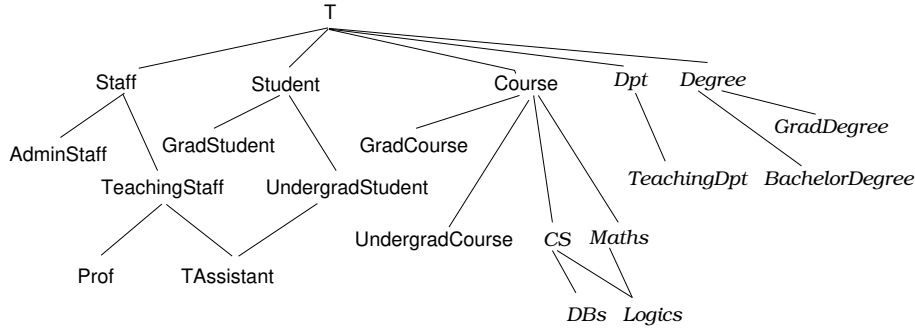 T
Staff Student Course Dpt Degree
GradDegree
AdminStaff GradStudent GradCourse
TeachingStaff UndergradStudent TeachingDpt BachelorDegree
UndergradCourse CS Maths
Prof TAssistant
DBs Logics